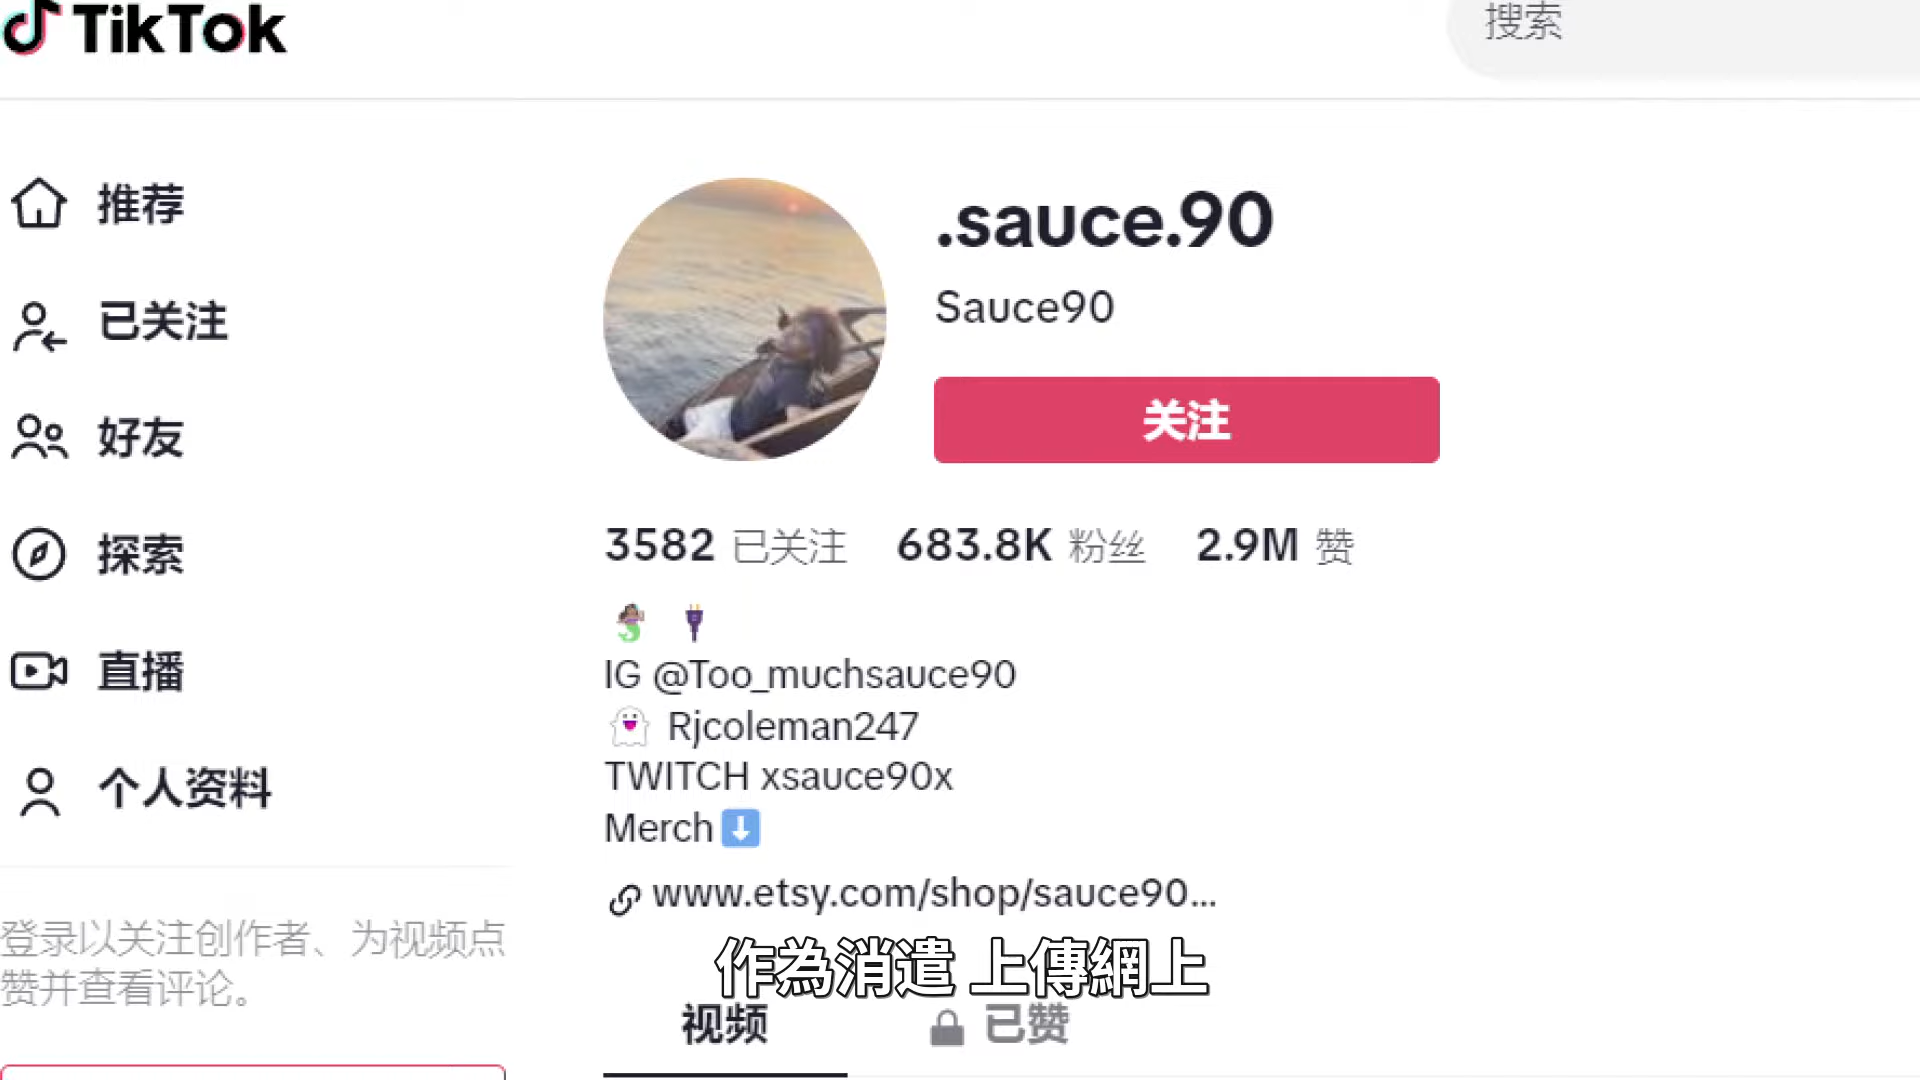 TikTok
搜索
推荐
已关注
好友
探索
直播
个人资料
登录以关注创作者、为视频点
赞并查看评论。
.sauce.90
Sauce90
关注
3582 已关注 683.8K 粉丝 2.9M 赞
IG @Too_muchsauce90
Rjcoleman247
TWITCH xsauce90x
Merch⬇️
www.etsy.com/shop/sauce90...
作為消遣 上傳網上
视频 已赞